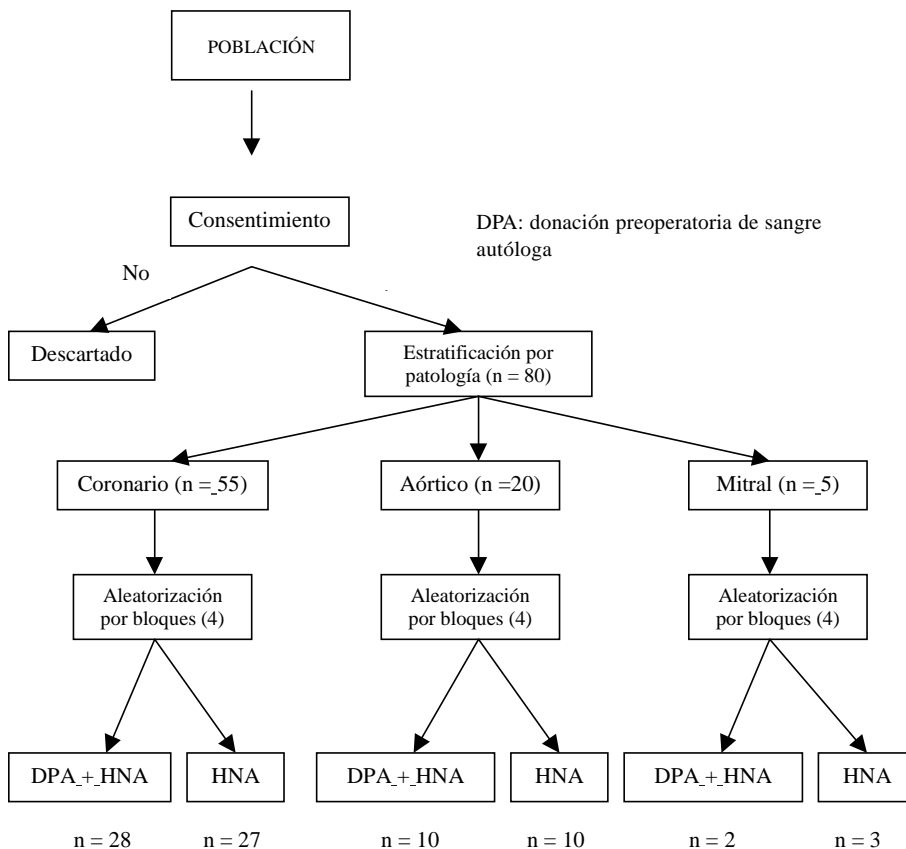 POBLACIÓN
Consentimiento
DPA: donación preoperatoria de sangre
autóloga
No
Descartado
Estratificación por
patología (n = 80)
Coronario (n = 55)
Aórtico (n =20)
Mitral (n = 5)
Aleatorización
por bloques (4)
Aleatorización
por bloques (4)
Aleatorización
por bloques (4)
DPA + HNA
HNA
DPA + HNA
HNA
DPA + HNA
HNA
n = 28
n = 27
n = 10
n = 10
n = 2
n = 3